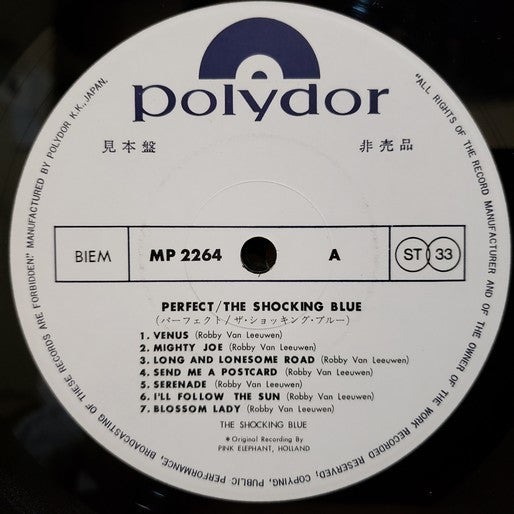 polydor
見本盤 非売品
BIEM MP 2264 A ST 33
PERFECT/THE SHOCKING BLUE
(パーフェクト/ザ・ショッキング・ブルー)
1. VENUS (Robby Van Leeuwen)
2. MIGHTY JOE (Robby Van Leeuwen)
3. LONG AND LONESOME ROAD (Robby Van Leeuwen)
4. SEND ME A POSTCARD (Robby Van Leeuwen)
5. SERENADE (Robby Van Leeuwen)
6. I'LL FOLLOW THE SUN (Robby Van Leeuwen)
7. BLOSSOM LADY (Robby Van Leeuwen)
THE SHOCKING BLUE
*Original Recording By
PINK ELEPHANT, HOLLAND
"ALL RIGHTS OF THE RECORD MANUFACTURER AND OF THE OWNER OF THE WORK RECORDED RESERVED, COPYING, PUBLIC PERFORMANCE, BROADCASTING OF THESE RECORDS ARE FORBIDDEN!" MANUFACTURED BY POLYDOR K.K., JAPAN.